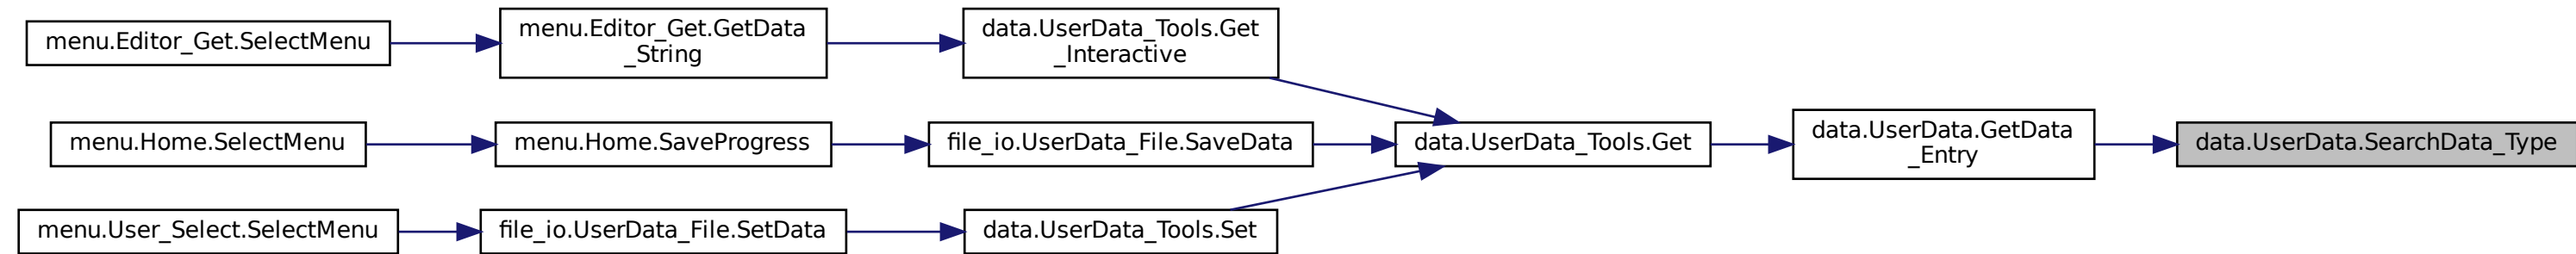 menu.Editor_Get.SelectMenu
menu.Editor_Get.GetData
_String
data.UserData_Tools.Get
_Interactive
menu.Home.SelectMenu
menu.Home.SaveProgress
file_io.UserData_File.SaveData
data.UserData_Tools.Get
data.UserData.GetData
_Entry
data.UserData.SearchData_Type
menu.User_Select.SelectMenu
file_io.UserData_File.SetData
data.UserData_Tools.Set